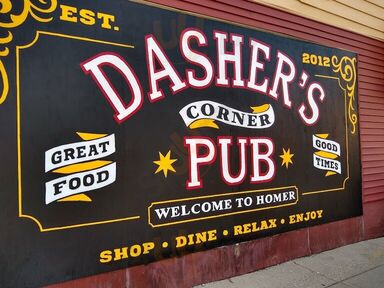 EST. 2012
DASHER'S
CORNER
PUB
GREAT
FOOD
GOOD
TIMES
WELCOME TO HOMER
SHOP • DINE • RELAX • ENJOY